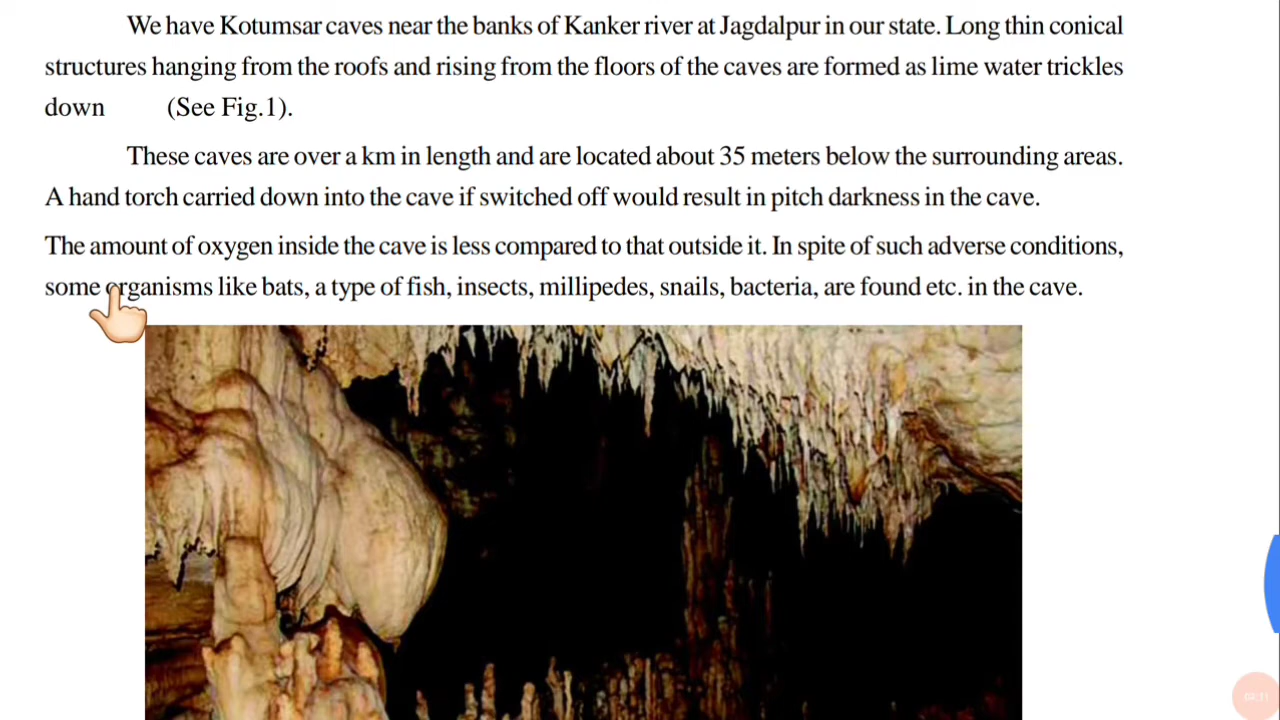 We have Kotumsar caves near the banks of Kanker river at Jagdalpur in our state. Long thin conical
structures hanging from the roofs and rising from the floors of the caves are formed as lime water trickles
down (See Fig.1).
These caves are over a km in length and are located about 35 meters below the surrounding areas.
A hand torch carried down into the cave if switched off would result in pitch darkness in the cave.
The amount of oxygen inside the cave is less compared to that outside it. In spite of such adverse conditions,
some organisms like bats, a type of fish, insects, millipedes, snails, bacteria, are found etc. in the cave.